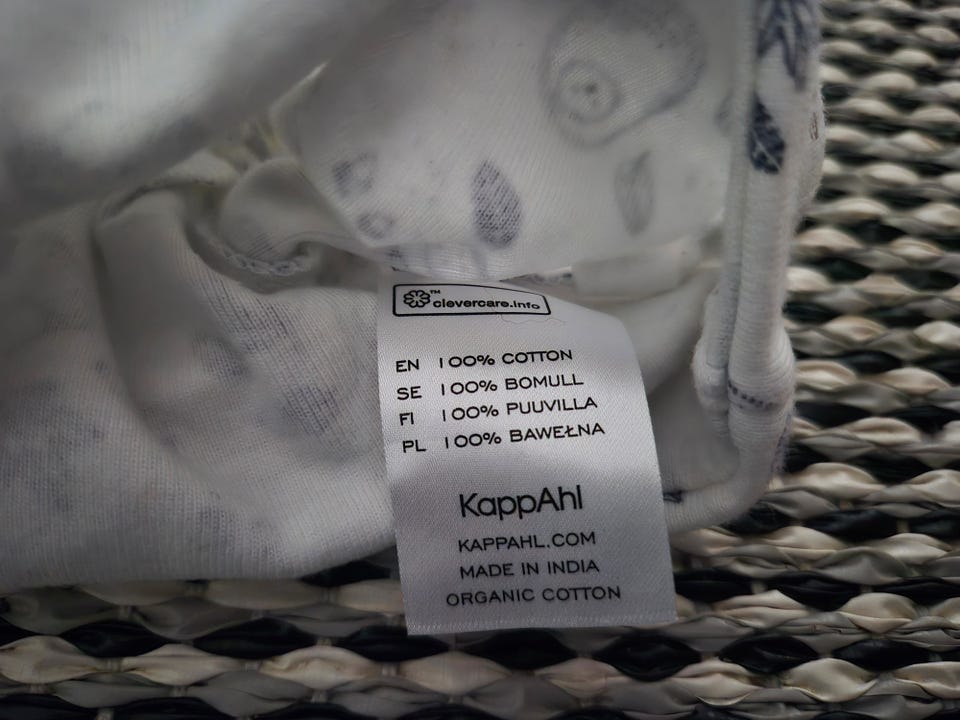 ™ clevercare.info
EN 100% COTTON
SE 100% BOMULL
FI 100% PUUVILLA
PL 100% BAWEŁNA
KappAhl
KAPPAHL.COM
MADE IN INDIA
ORGANIC COTTON